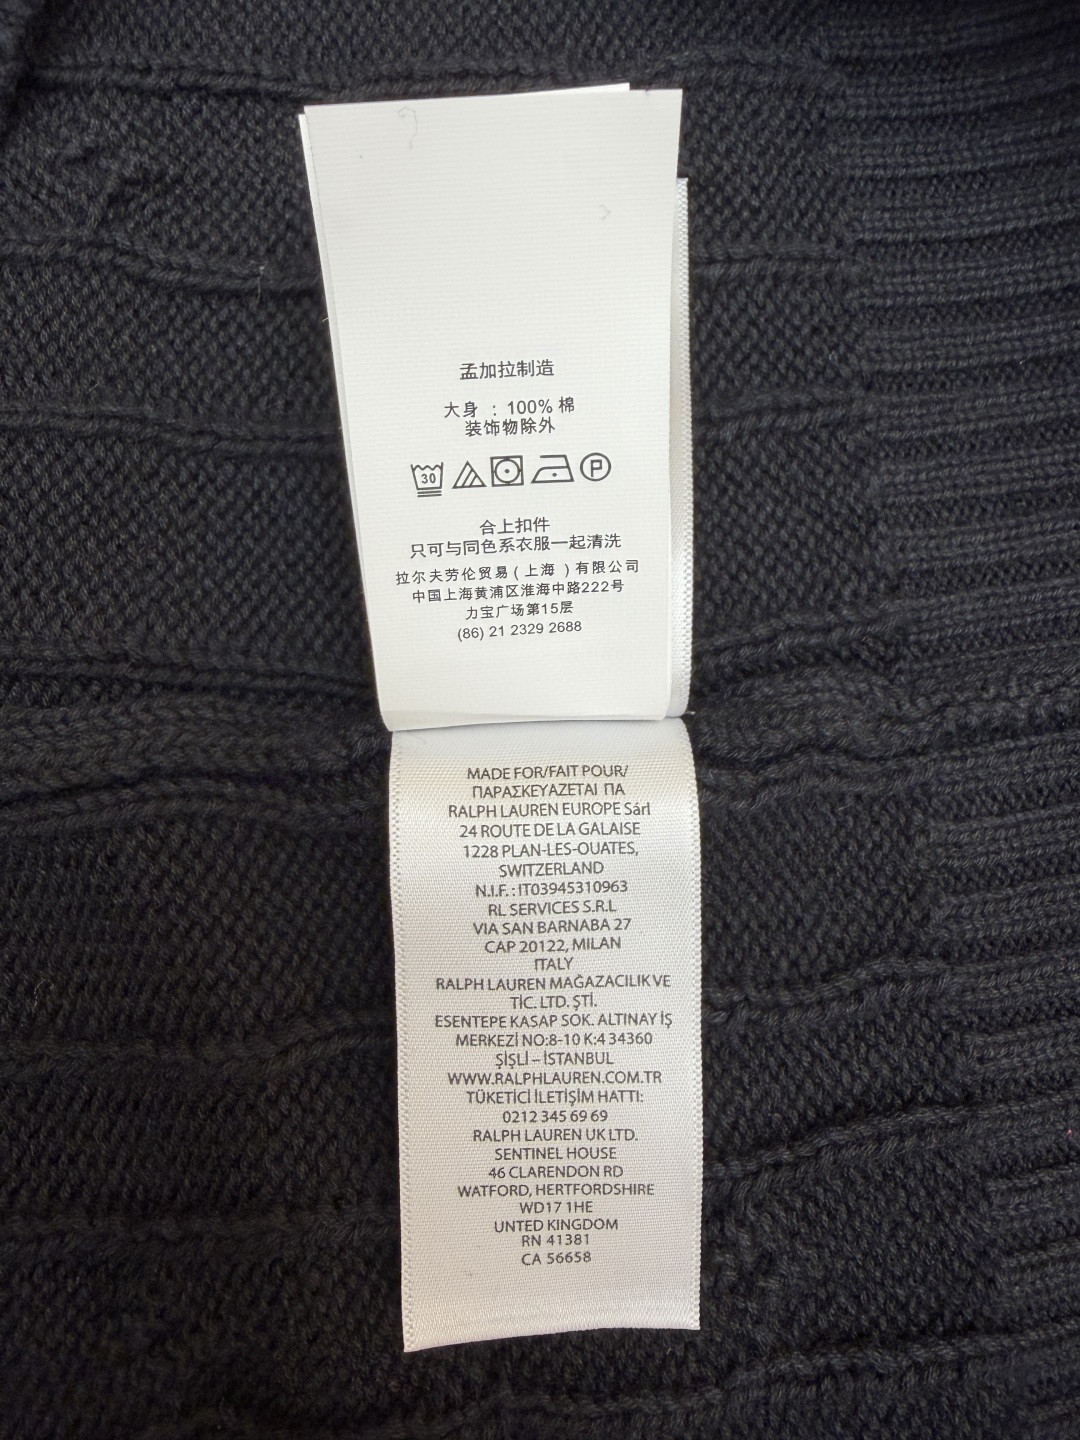 孟加拉制造
大身 : 100% 棉
装饰物除外
30 P
合上扣件
只可与同色系衣服一起清洗
拉尔夫劳伦贸易 ( 上海 ) 有限公司
中国上海黄浦区淮海中路222号
力宝广场第15层
(86) 21 2329 2688
MADE FOR/FAIT POUR/
ΠΑΡΑΣΚΕΥΑΖΕΤΑΙ ΓΙΑ
RALPH LAUREN EUROPE Sárl
24 ROUTE DE LA GALAISE
1228 PLAN-LES-OUATES,
SWITZERLAND
N.I.F. : IT03945310963
RL SERVICES S.R.L
VIA SAN BARNABA 27
CAP 20122, MILAN
ITALY
RALPH LAUREN MAĞAZACILIK VE
TİC. LTD. ŞTİ.
ESENTEPE KASAP SOK. ALTINAY İŞ
MERKEZİ NO:8-10 K:4 34360
ŞİŞLİ – İSTANBUL
WWW.RALPHLAUREN.COM.TR
TÜKETİCİ İLETİŞİM HATTI:
0212 345 69 69
RALPH LAUREN UK LTD.
SENTINEL HOUSE
46 CLARENDON RD
WATFORD, HERTFORDSHIRE
WD17 1HE
UNTED KINGDOM
RN 41381
CA 56658